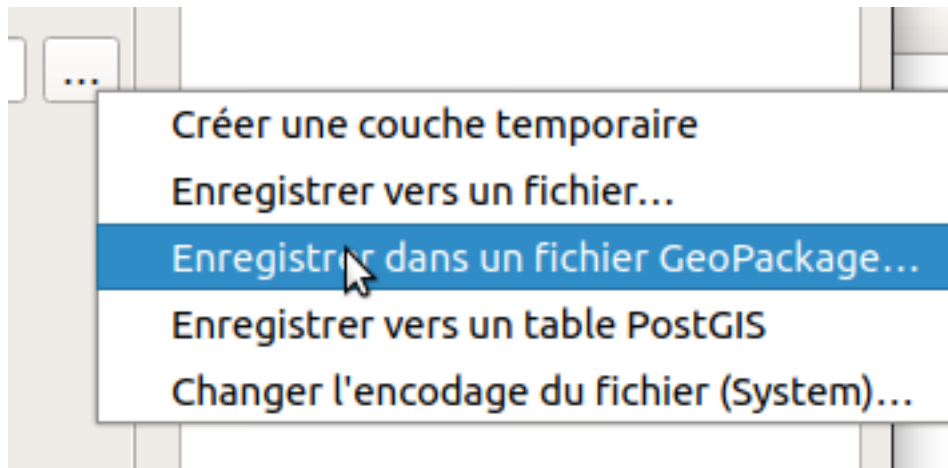 ...
Créer une couche temporaire
Enregistrer vers un fichier...
Enregistrer dans un fichier GeoPackage...
Enregistrer vers un table PostGIS
Changer l'encodage du fichier (System)...